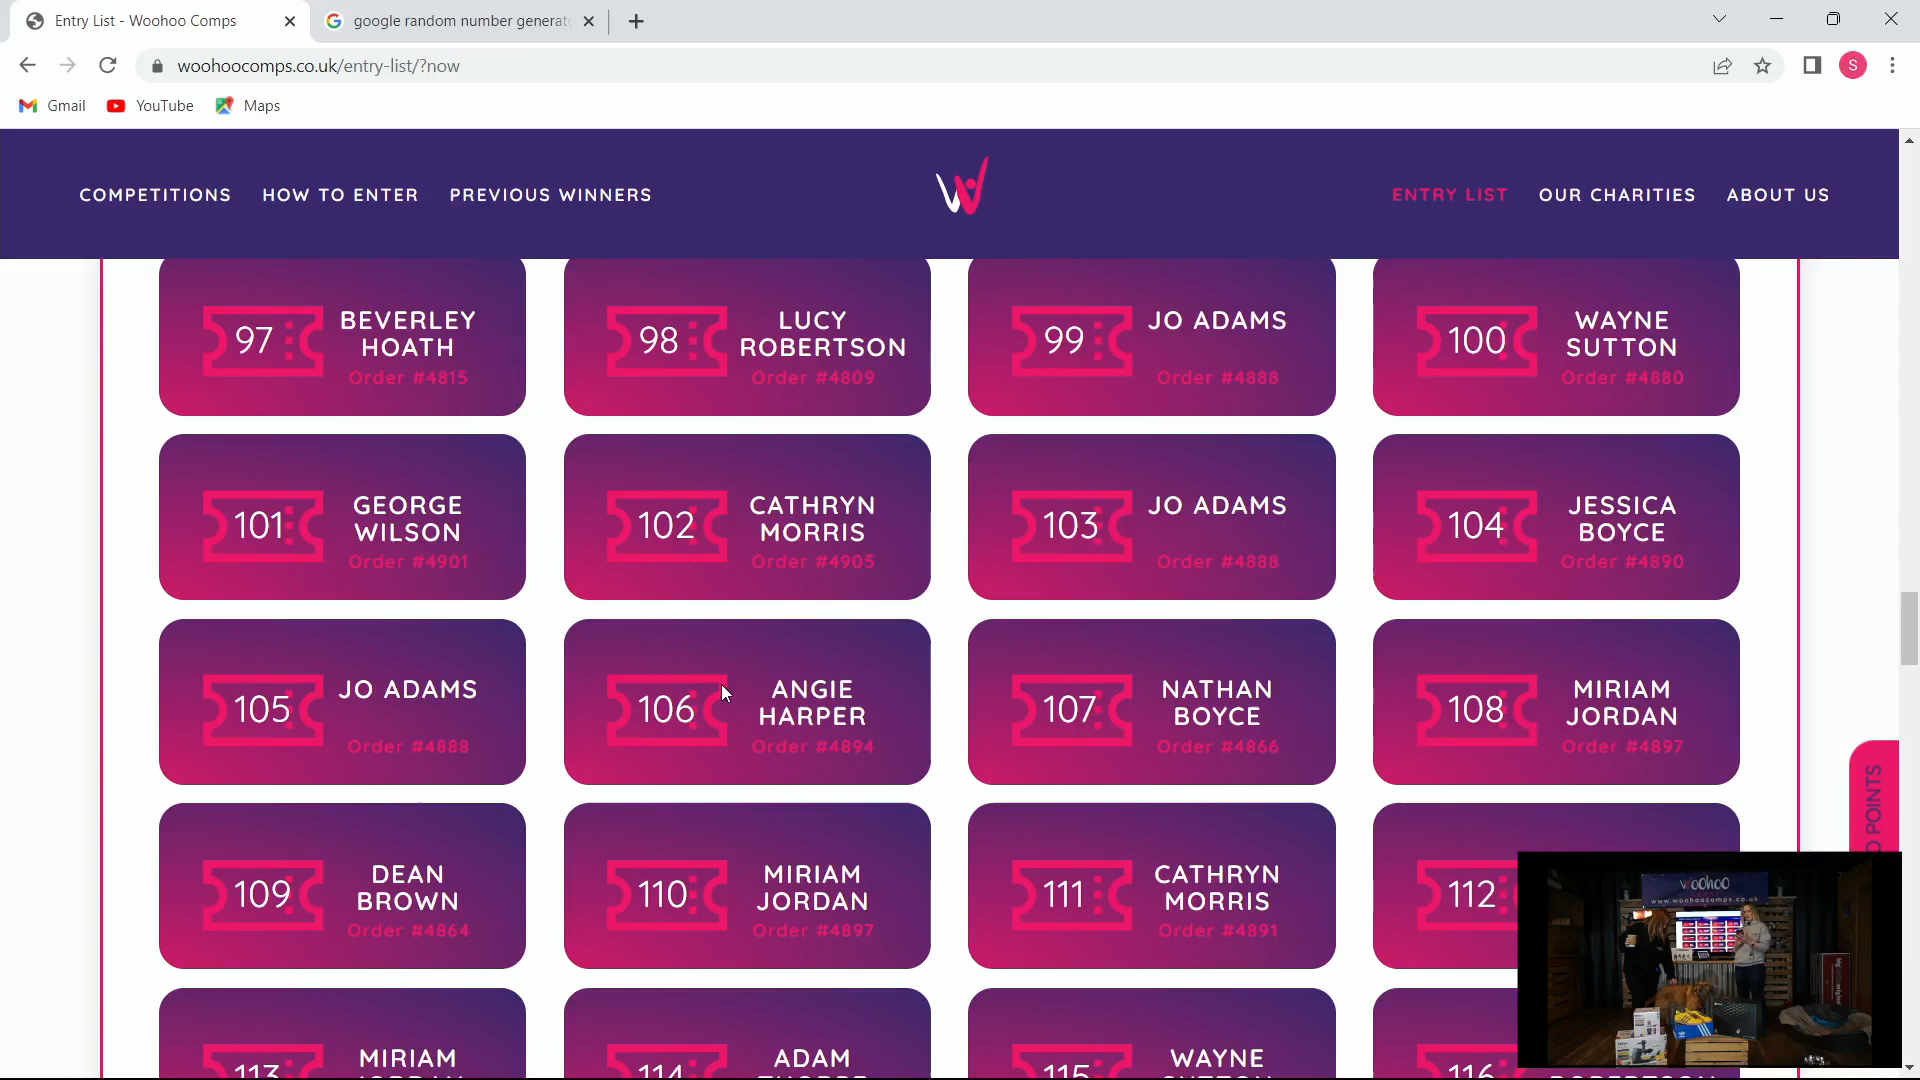 Entry List - Woohoo Comps
google random number generat
woohoocomps.co.uk/entry-list/?now
S
Gmail
YouTube
Maps
COMPETITIONS
HOW TO ENTER
PREVIOUS WINNERS
ENTRY LIST
OUR CHARITIES
ABOUT US
97
BEVERLEY
HOATH
Order #4815
98
LUCY
ROBERTSON
Order #4809
99
JO ADAMS
Order #4888
100
WAYNE
SUTTON
Order #4880
101
GEORGE
WILSON
Order #4901
102
CATHRYN
MORRIS
Order #4905
103
JO ADAMS
Order #4888
104
JESSICA
BOYCE
Order #4890
105
JO ADAMS
Order #4888
106
ANGIE
HARPER
Order #4894
107
NATHAN
BOYCE
Order #4866
108
MIRIAM
JORDAN
Order #4897
POINTS
109
DEAN
BROWN
Order #4864
110
MIRIAM
JORDAN
Order #4897
111
CATHRYN
MORRIS
Order #4891
112
woohoo
www.woohoocomps.co.uk
113
MIRIAM
114
ADAM
115
WAYNE
116